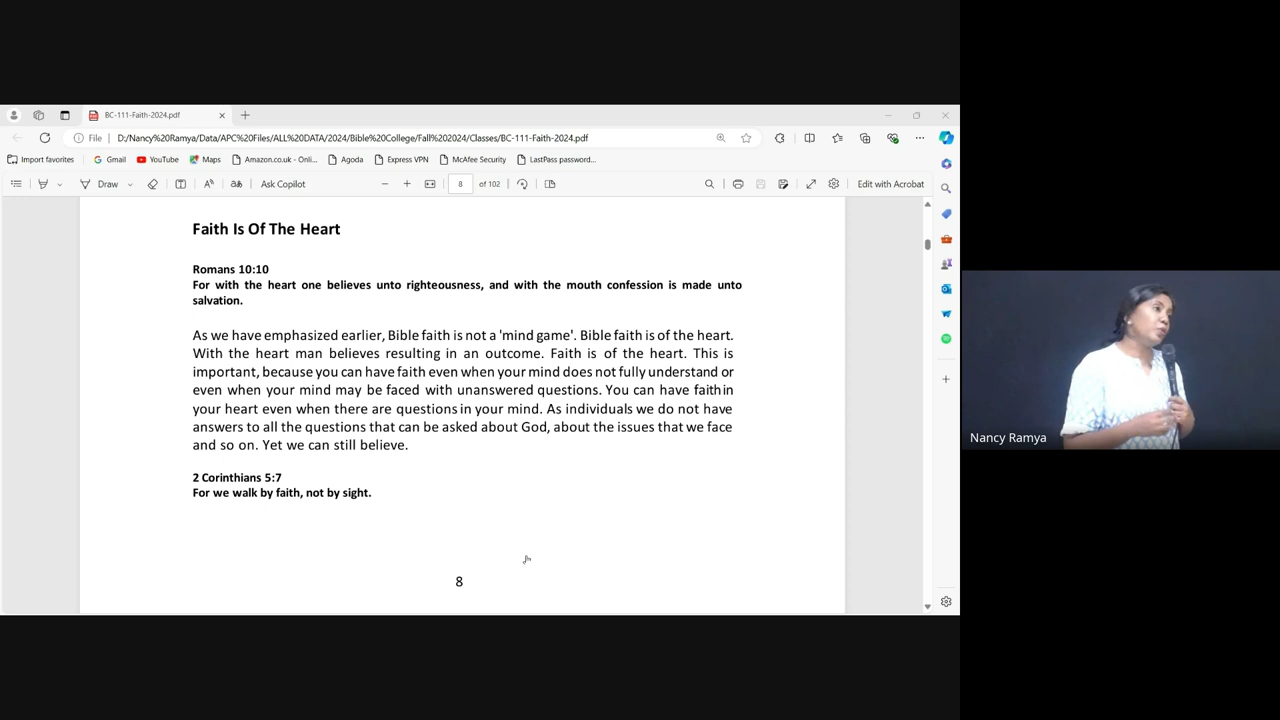 BC-111-Faith-2024.pdf
File D:/Nancy%20Ramya/Data/APC%20Files/ALL%20DATA/2024/Bible%20College/Fall%202024/Classes/BC-111-Faith-2024.pdf
Import favorites Gmail YouTube Maps Amazon.co.uk - Onli... Agoda Express VPN McAfee Security LastPass password...
Draw Ask Copilot 8 of 102 Edit with Acrobat
Faith Is Of The Heart
Romans 10:10
For with the heart one believes unto righteousness, and with the mouth confession is made unto
salvation.
As we have emphasized earlier, Bible faith is not a 'mind game'. Bible faith is of the heart.
With the heart man believes resulting in an outcome. Faith is of the heart. This is
important, because you can have faith even when your mind does not fully understand or
even when your mind may be faced with unanswered questions. You can have faith in
your heart even when there are questions in your mind. As individuals we do not have
answers to all the questions that can be asked about God, about the issues that we face
and so on. Yet we can still believe.
2 Corinthians 5:7
For we walk by faith, not by sight.
8
Nancy Ramya